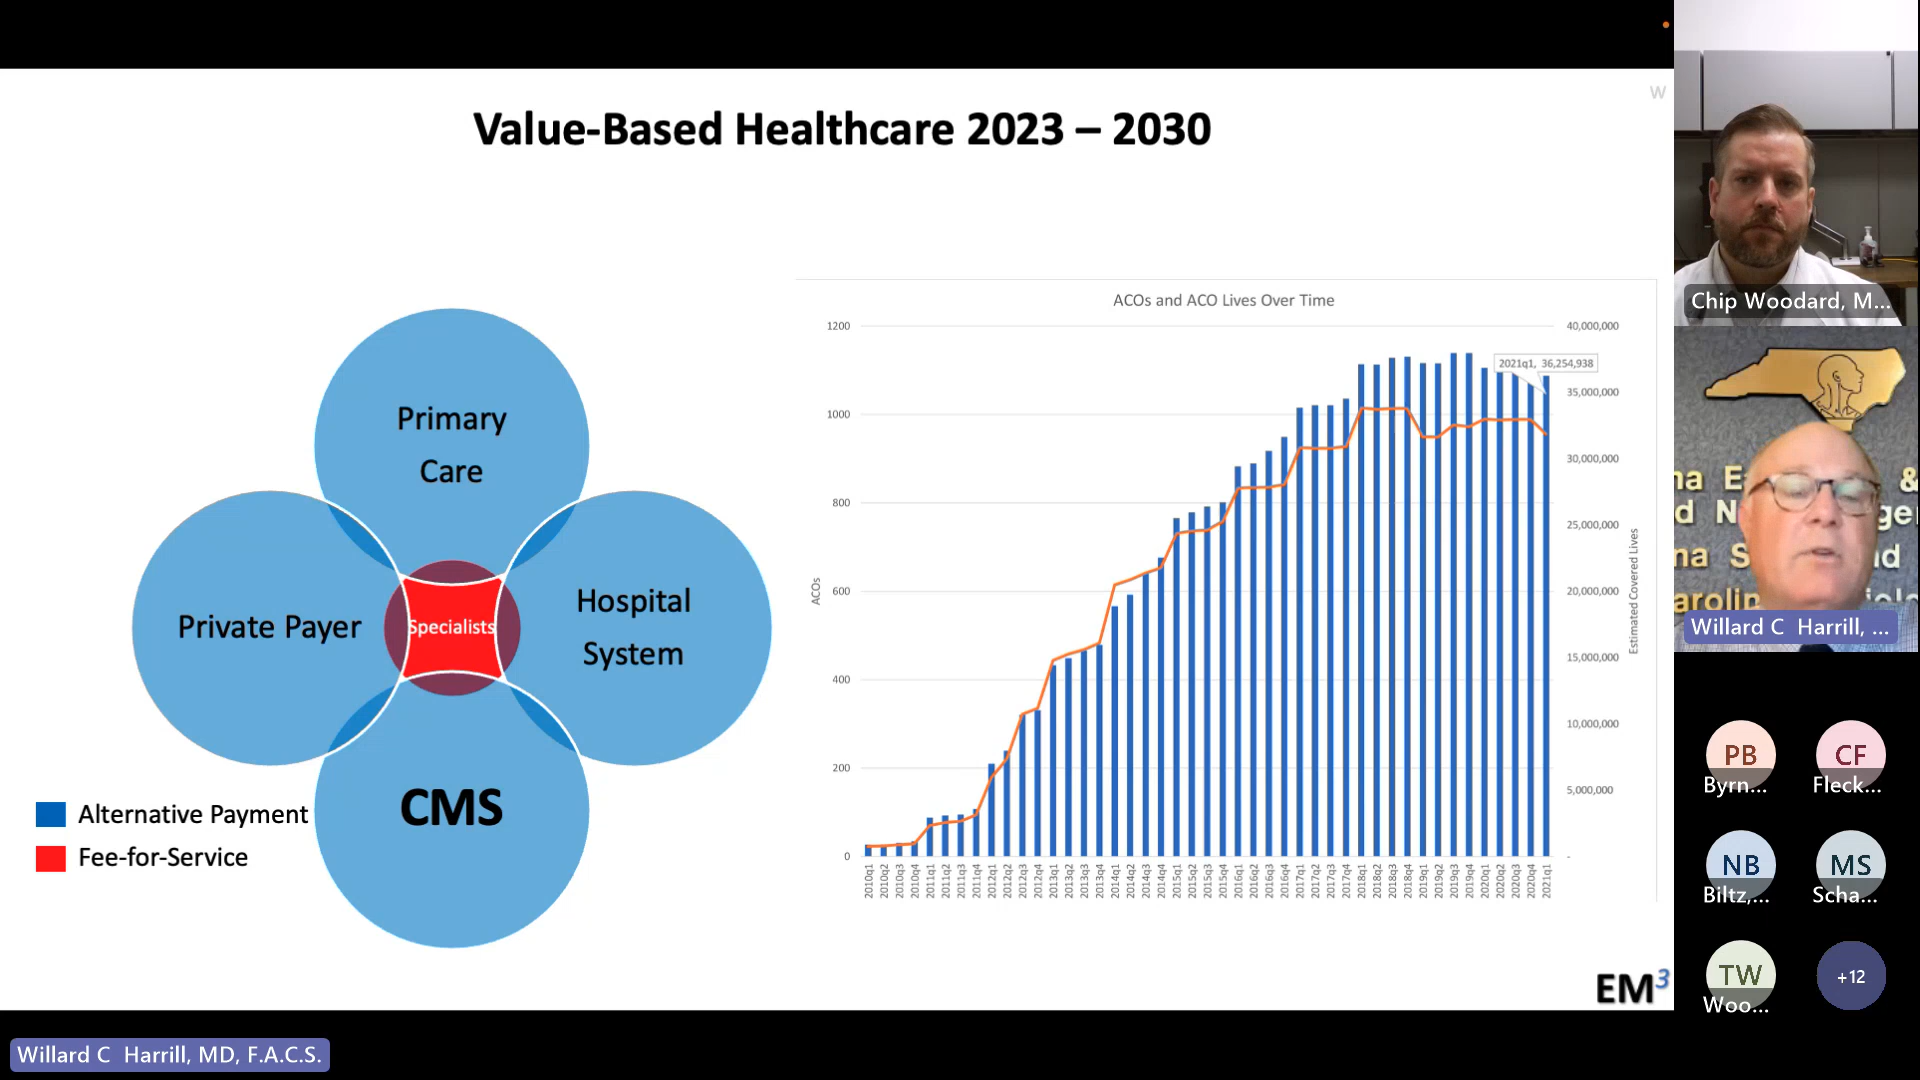 W
Value-Based Healthcare 2023 – 2030
Primary
Care
Private Payer
Specialists
Hospital
System
CMS
Alternative Payment
Fee-for-Service
ACOs and ACO Lives Over Time
1200
1000
800
600
400
200
0
ACOs
40,000,000
35,000,000
30,000,000
25,000,000
20,000,000
15,000,000
10,000,000
5,000,000
-
Estimated Covered Lives
2021q1, 36,254,938
2010q1
2010q2
2010q3
2010q4
2011q1
2011q2
2011q3
2011q4
2012q1
2012q2
2012q3
2012q4
2013q1
2013q2
2013q3
2013q4
2014q1
2014q2
2014q3
2014q4
2015q1
2015q2
2015q3
2015q4
2016q1
2016q2
2016q3
2016q4
2017q1
2017q2
2017q3
2017q4
2018q1
2018q2
2018q3
2018q4
2019q1
2019q2
2019q3
2019q4
2020q1
2020q2
2020q3
2020q4
2021q1
EM3
Willard C Harrill, MD, F.A.C.S.
Chip Woodard, M...
na E &
d N ge
na S nd
arolin iol
Willard C Harrill, ...
PB
Byrn...
CF
Fleck...
NB
Biltz,...
MS
Scha...
TW
Woo...
+12